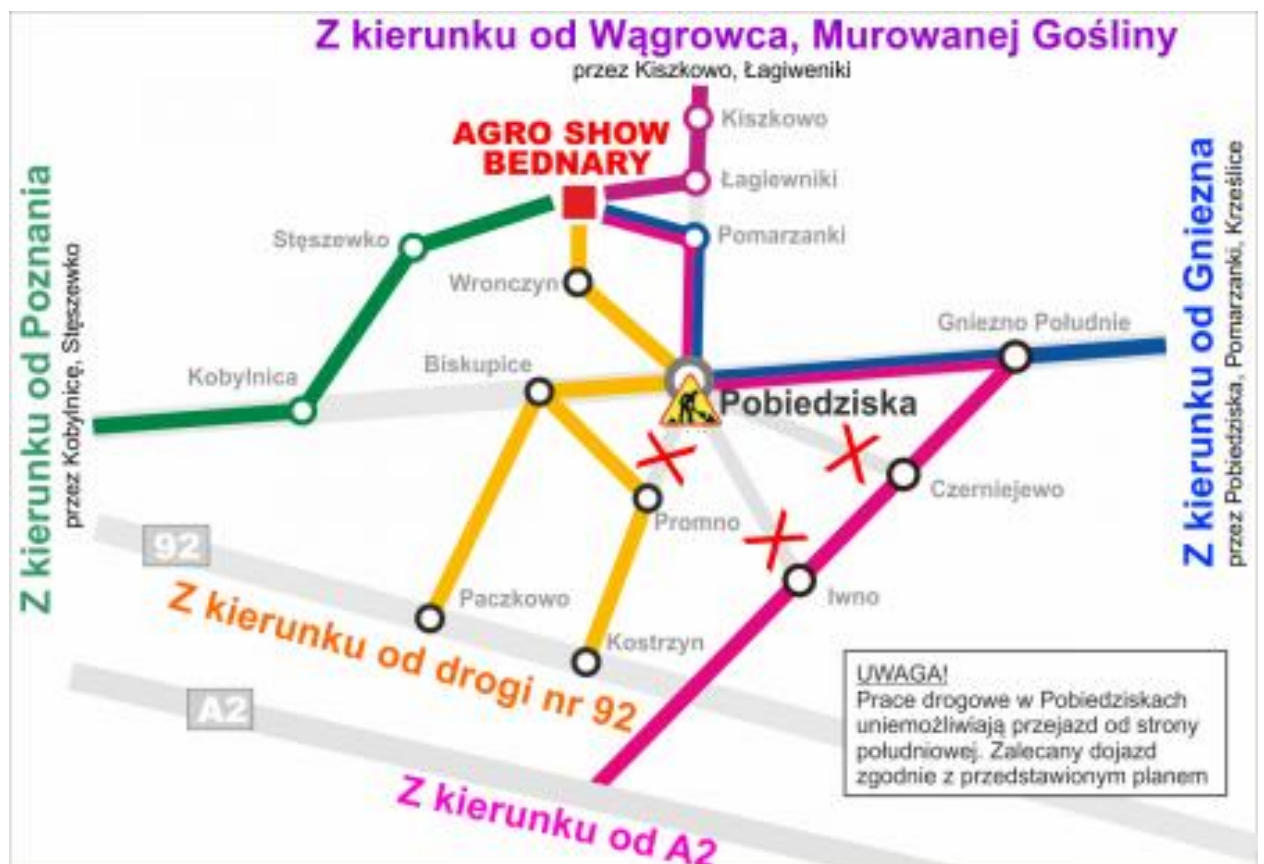 Z kierunku od Wągrowca, Murowanej Gośliny
przez Kiszkowo, Łagiweniki
Kiszkowo
AGRO SHOW
BEDNARY
Łagiewniki
Stęszewko
Pomarzanki
Wronczyn
Gniezno Południe
Biskupice
Kobylnica
Pobiedziska
Czerniejewo
Promno
92
Paczkowo
Iwno
Kostrzyn
A2
Z kierunku od Poznania
przez Kobylnicę, Stęszewko
Z kierunku od Gniezna
przez Pobiedziska, Pomarzanki, Krześlice
Z kierunku od drogi nr 92
Z kierunku od A2
UWAGA!
Prace drogowe w Pobiedziskach
uniemożliwiają przejazd od strony
południowej. Zalecany dojazd
zgodnie z przedstawionym planem